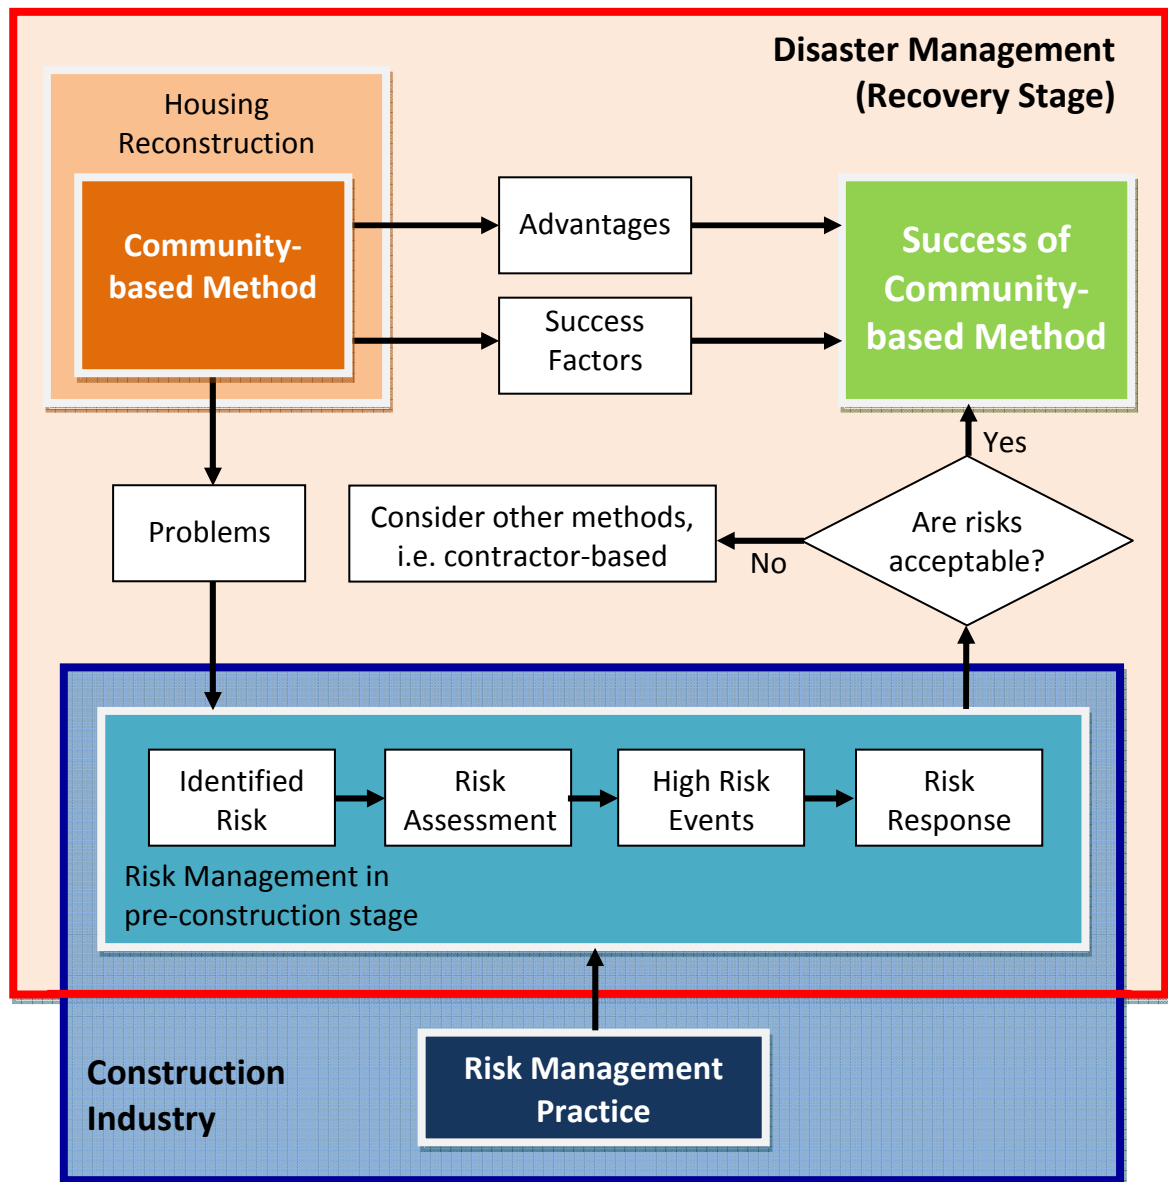 Disaster Management
(Recovery Stage)
Housing
Reconstruction
Community-
based Method
Advantages
Success
Factors
Success of
Community-
based Method
Yes
Problems
Consider other methods,
i.e. contractor-based
No
Are risks
acceptable?
Identified
Risk
Risk
Assessment
High Risk
Events
Risk
Response
Risk Management in
pre-construction stage
Construction
Industry
Risk Management
Practice